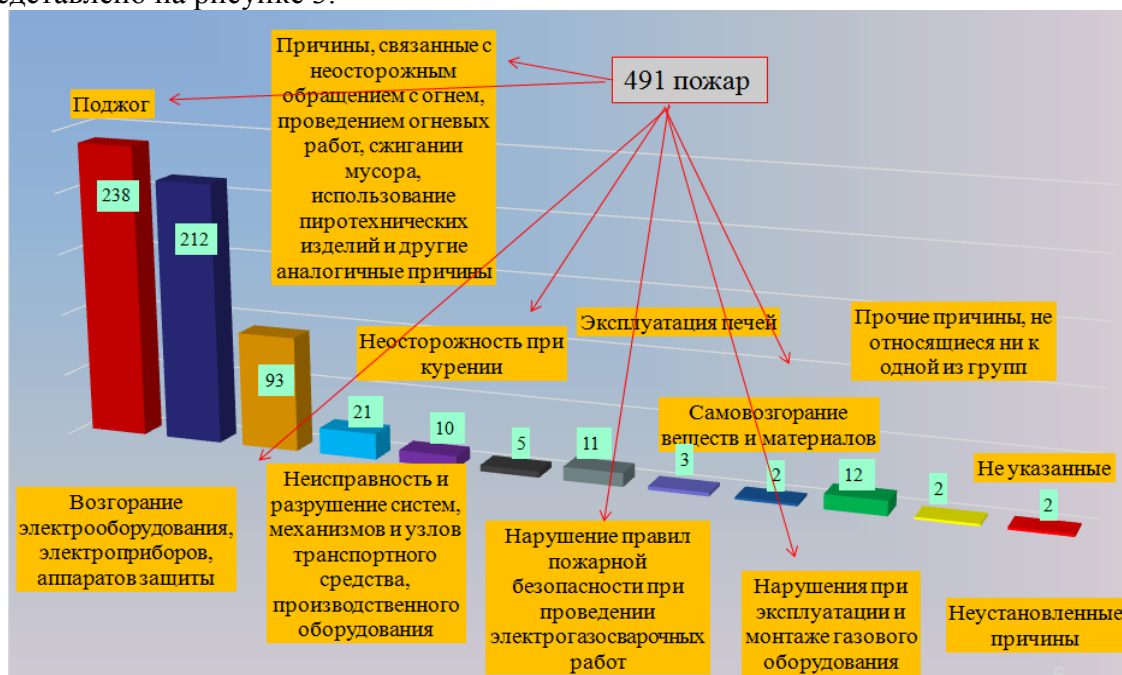 едставлено на рисунке 3:
Причины, связанные с
неосторожным
обращением с огнем,
проведением огневых
работ, сжигании
мусора,
использование
пиротехнических
изделий и другие
аналогичные причины
491 пожар
Поджог
238
212
93
21
10
5
11
3
2
12
2
2
Неосторожность при
курении
Эксплуатация печей
Прочие причины, не
относящиеся ни к
одной из групп
Самовозгорание
веществ и материалов
Не указанные
Возгорание
электрооборудования,
электроприборов,
аппаратов защиты
Неисправность и
разрушение систем,
механизмов и узлов
транспортного
средства,
производственного
оборудования
Нарушение правил
пожарной
безопасности при
проведении
электрогазосварочных
работ
Нарушения при
эксплуатации и
монтаже газового
оборудования
Неустановленные
причины